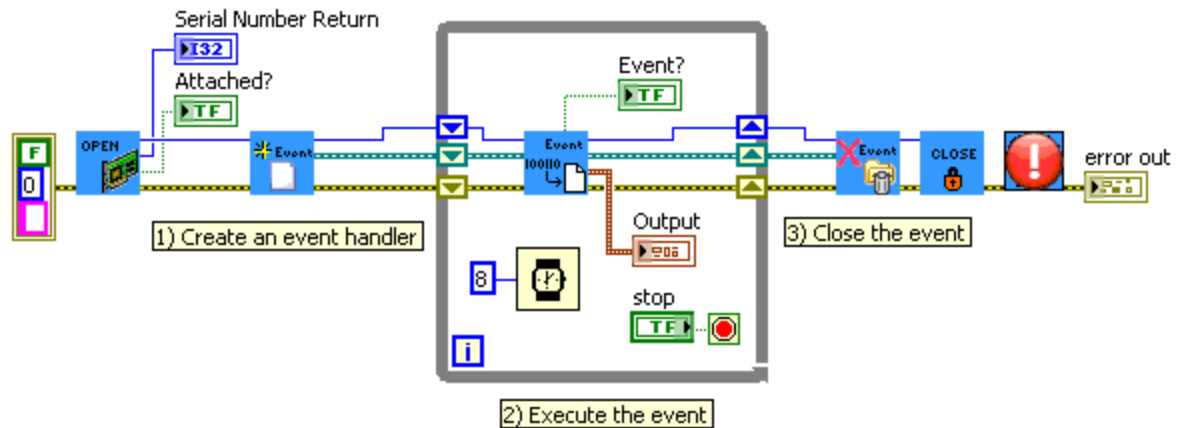 Serial Number Return
I32
Attached?
TF
F
0
OPEN
Event
1) Create an event handler
Event?
TF
Event
100110
Output
8
stop
TF
i
2) Execute the event
Event
CLOSE
3) Close the event
error out